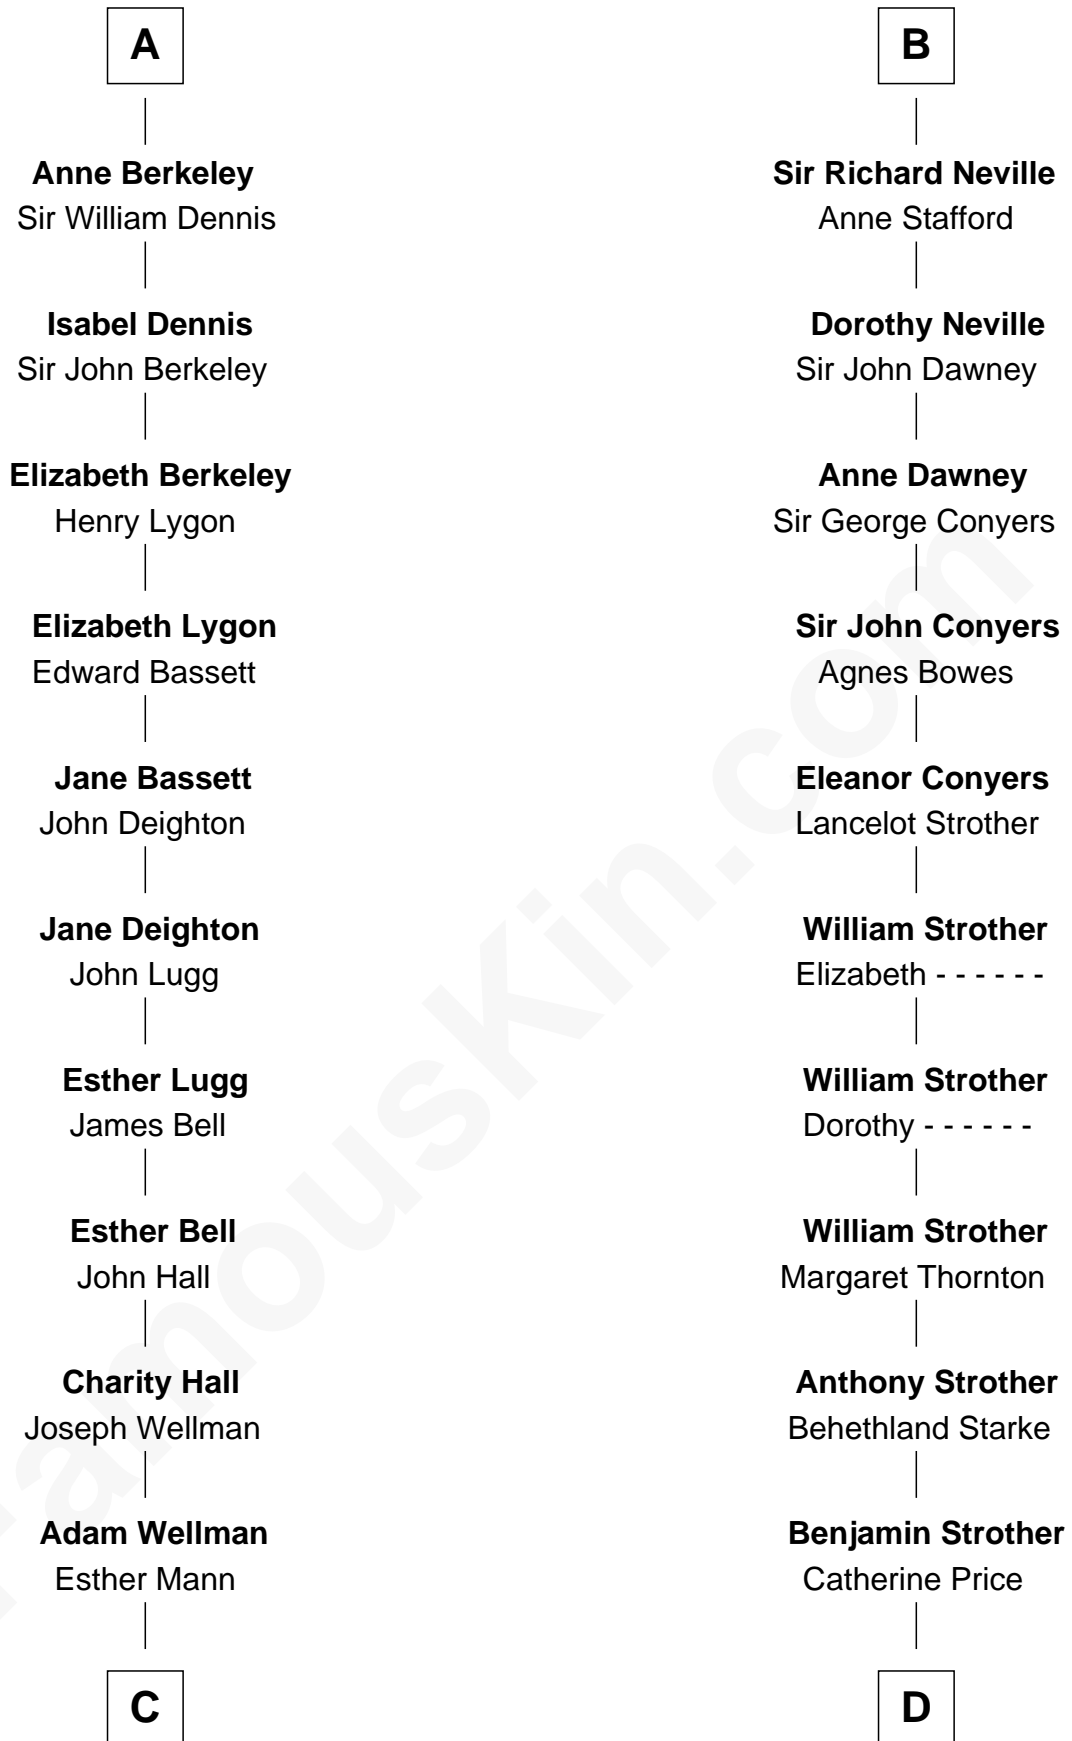 A
Anne Berkeley
Sir William Dennis
Isabel Dennis
Sir John Berkeley
Elizabeth Berkeley
Henry Lygon
Elizabeth Lygon
Edward Bassett
Jane Bassett
John Deighton
Jane Deighton
John Lugg
Esther Lugg
James Bell
Esther Bell
John Hall
Charity Hall
Joseph Wellman
Adam Wellman
Esther Mann
C
B
Sir Richard Neville
Anne Stafford
Dorothy Neville
Sir John Dawney
Anne Dawney
Sir George Conyers
Sir John Conyers
Agnes Bowes
Eleanor Conyers
Lancelot Strother
William Strother
Elizabeth - - - - - -
William Strother
Dorothy - - - - - -
William Strother
Margaret Thornton
Anthony Strother
Behethland Starke
Benjamin Strother
Catherine Price
D
FamousKin.com